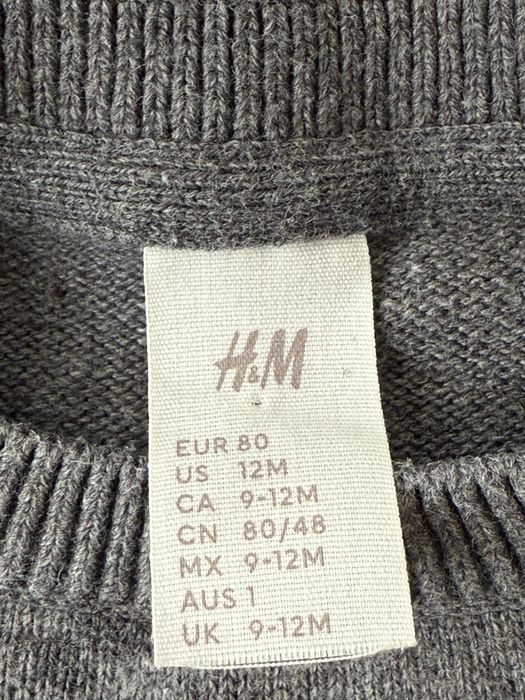 H&M
EUR 80
US 12M
CA 9-12M
CN 80/48
MX 9-12M
AUS 1
UK 9-12M